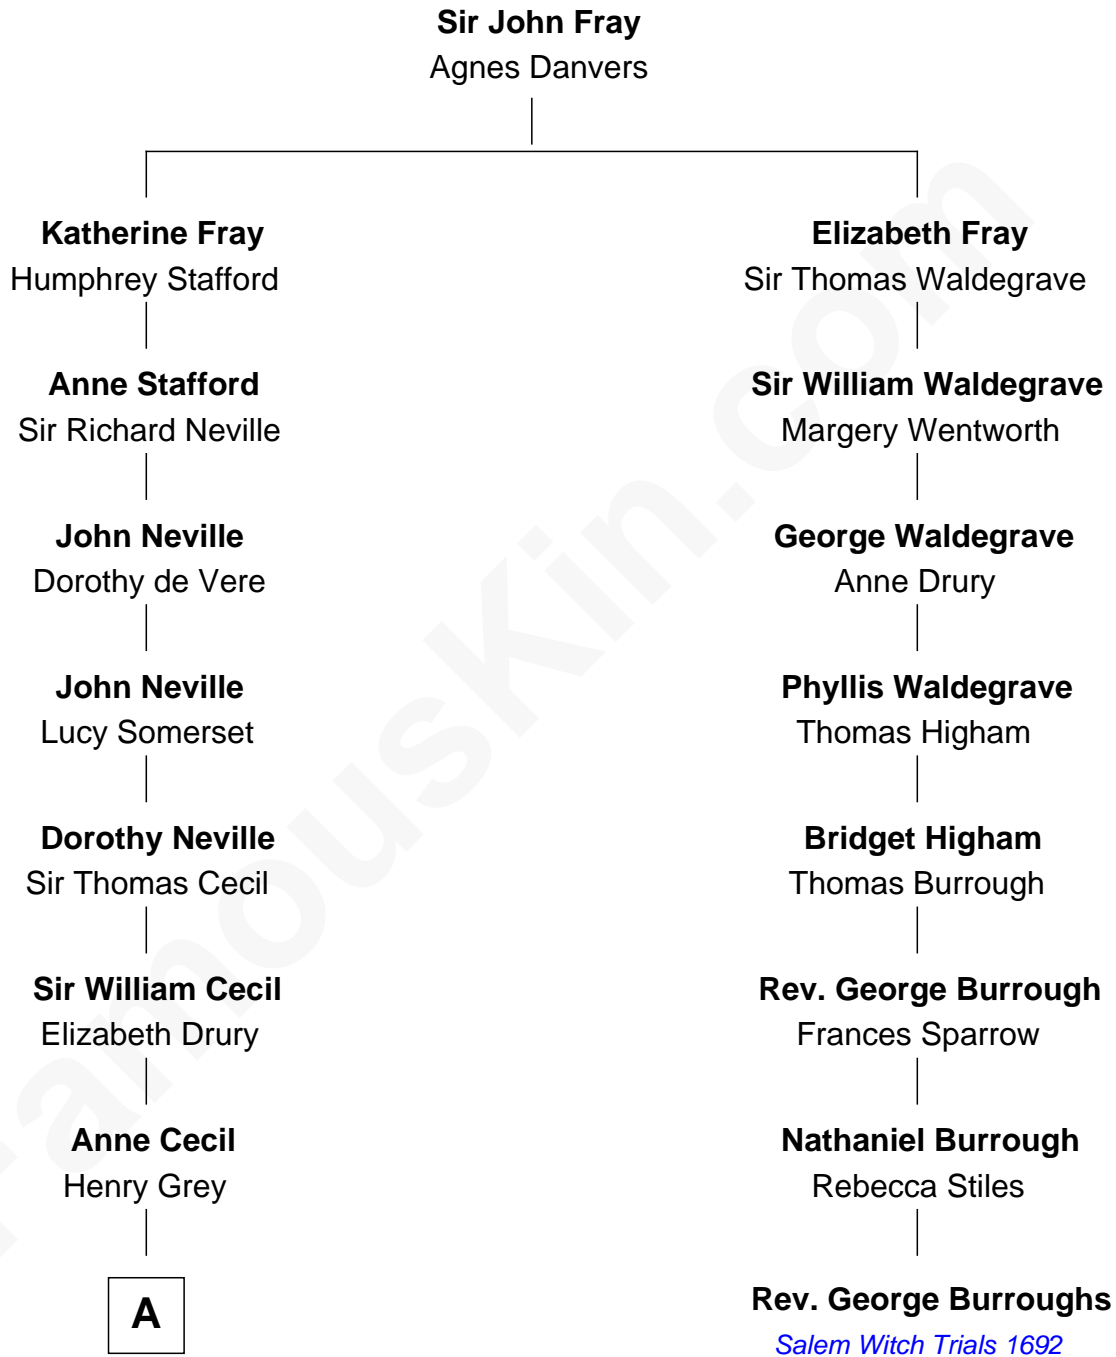 Sir John Fray
Agnes Danvers
Katherine Fray
Humphrey Stafford
Elizabeth Fray
Sir Thomas Waldegrave
Anne Stafford
Sir Richard Neville
Sir William Waldegrave
Margery Wentworth
John Neville
Dorothy de Vere
George Waldegrave
Anne Drury
John Neville
Lucy Somerset
Phyllis Waldegrave
Thomas Higham
Dorothy Neville
Sir Thomas Cecil
Bridget Higham
Thomas Burrough
Sir William Cecil
Elizabeth Drury
Rev. George Burrough
Frances Sparrow
Anne Cecil
Henry Grey
Nathaniel Burrough
Rebecca Stiles
A
Rev. George Burroughs
Salem Witch Trials 1692
FamousKin.com